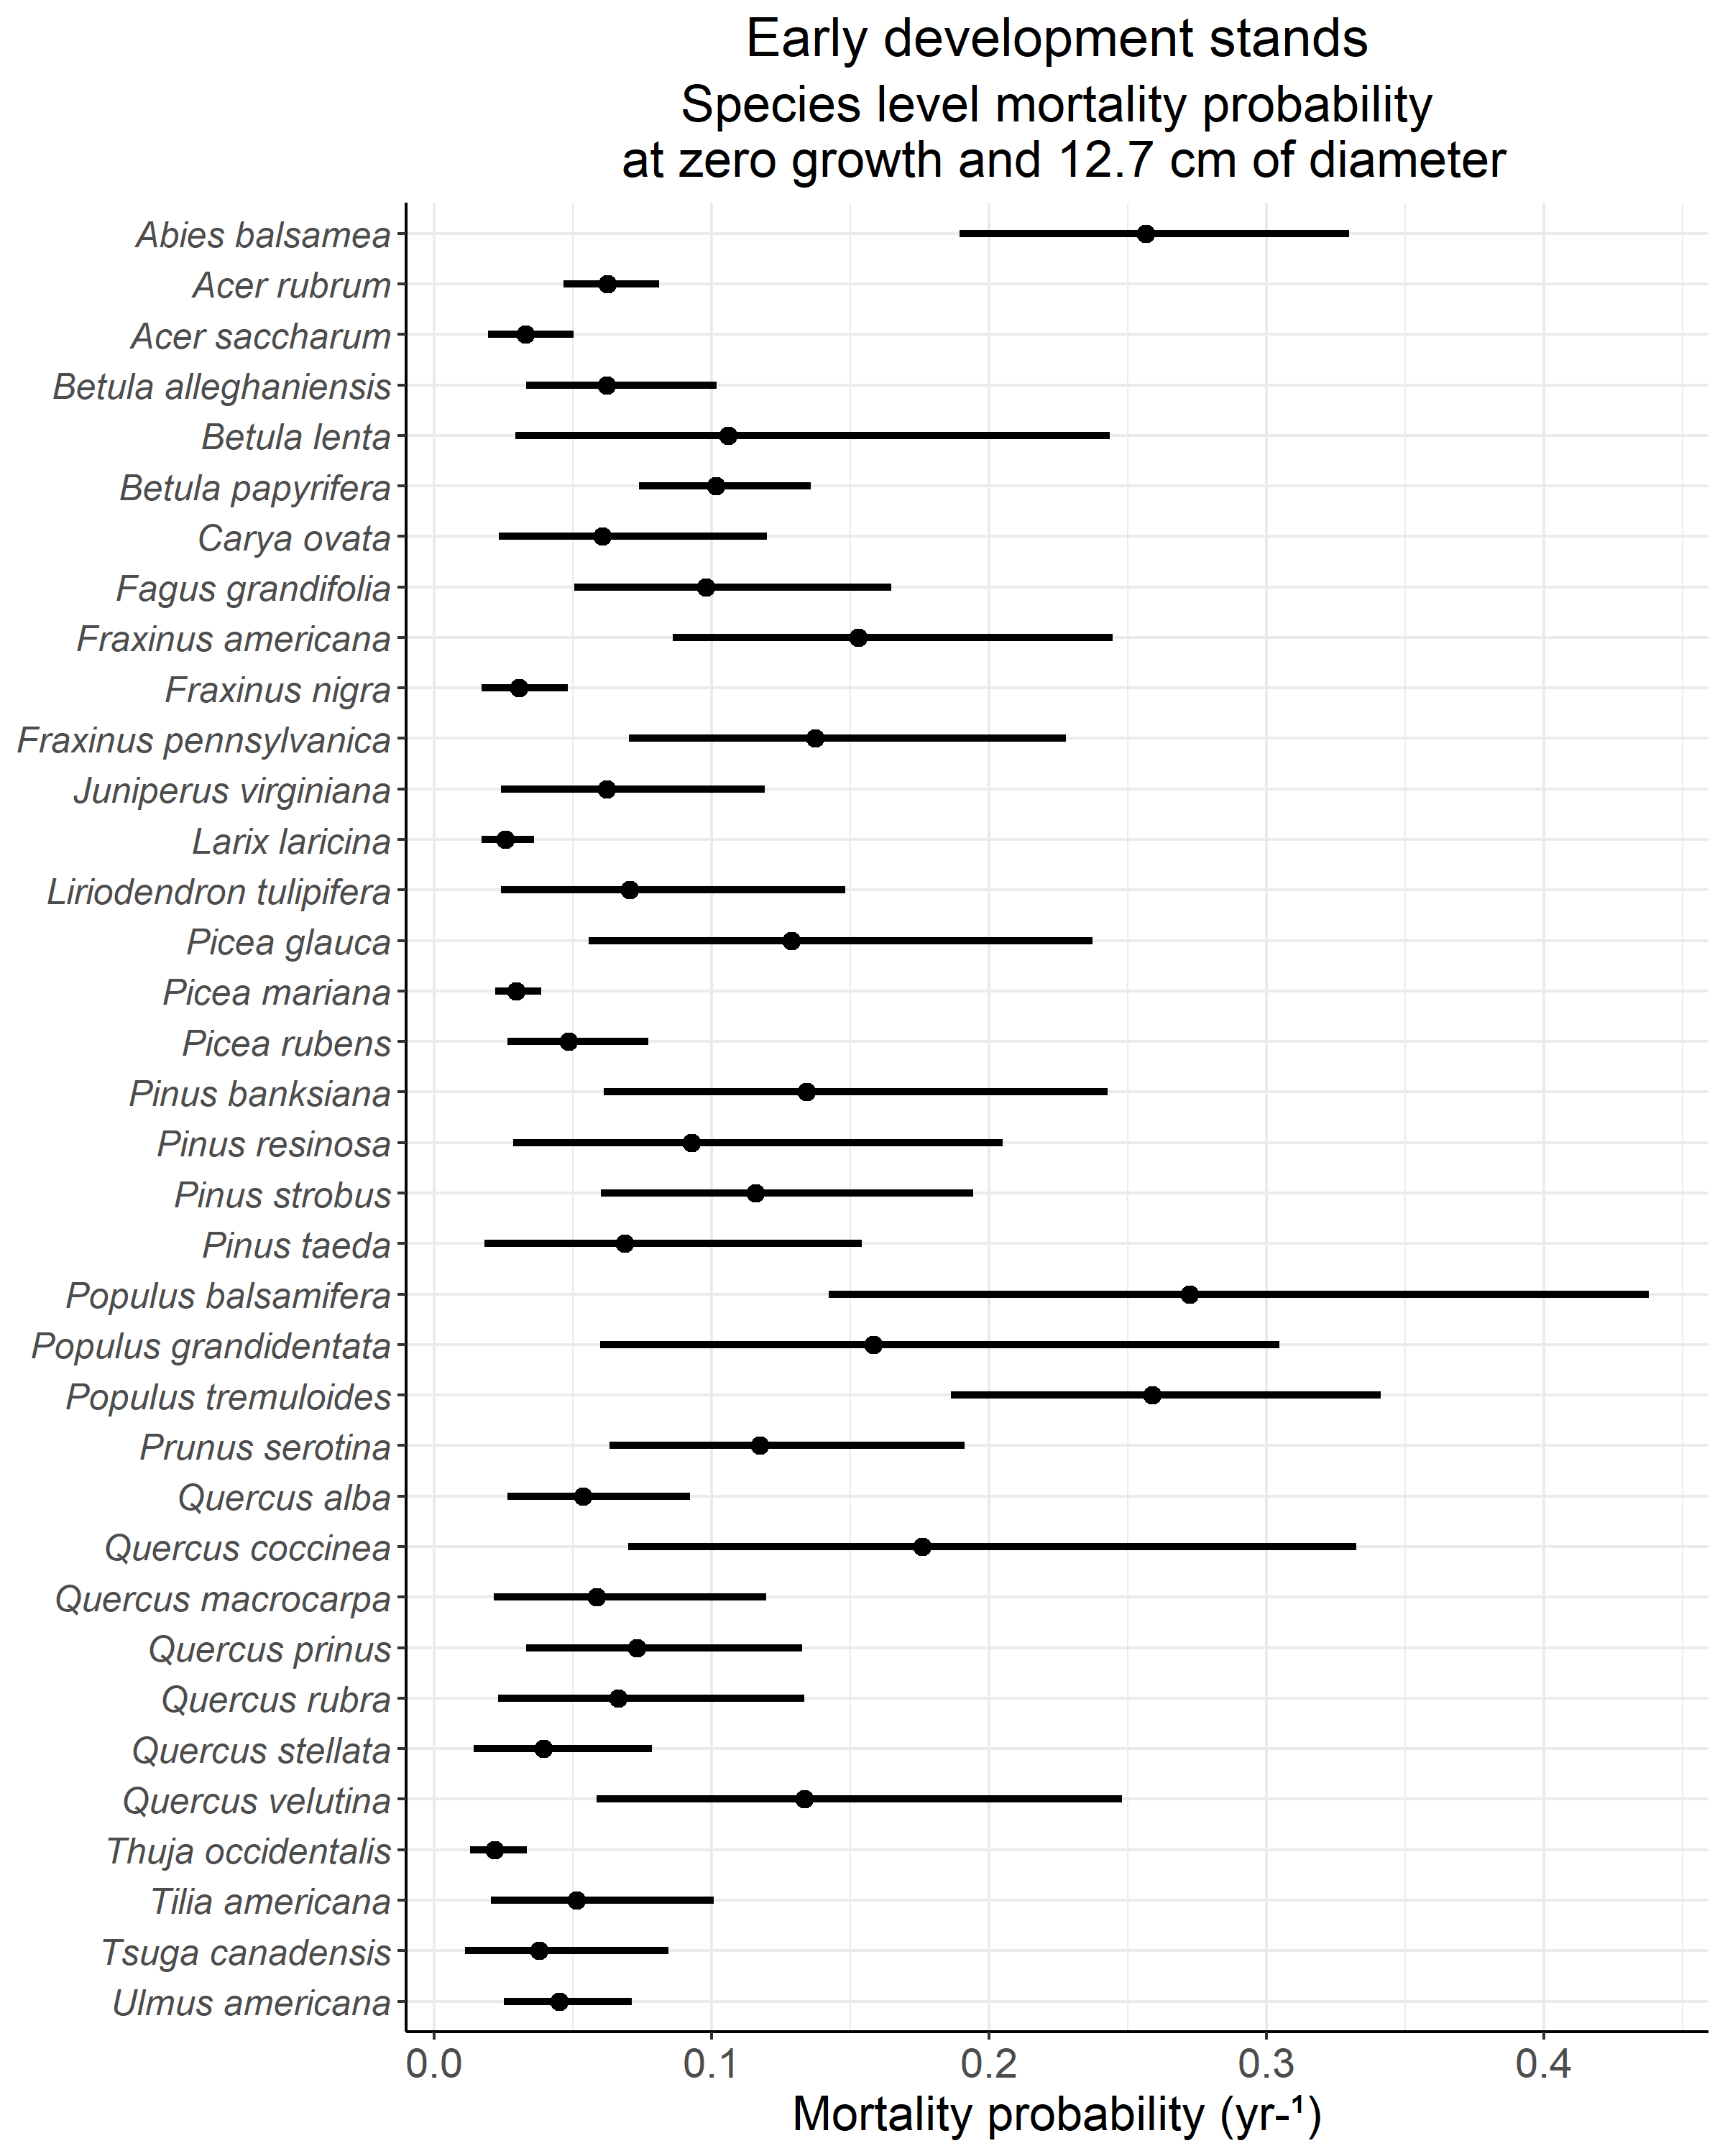 Early development stands
Species level mortality probability
at zero growth and 12.7 cm of diameter
Abies balsamea
Acer rubrum
Acer saccharum
Betula alleghaniensis
Betula lenta
Betula papyrifera
Carya ovata
Fagus grandifolia
Fraxinus americana
Fraxinus nigra
Fraxinus pennsylvanica
Juniperus virginiana
Larix laricina
Liriodendron tulipifera
Picea glauca
Picea mariana
Picea rubens
Pinus banksiana
Pinus resinosa
Pinus strobus
Pinus taeda
Populus balsamifera
Populus grandidentata
Populus tremuloides
Prunus serotina
Quercus alba
Quercus coccinea
Quercus macrocarpa
Quercus prinus
Quercus rubra
Quercus stellata
Quercus velutina
Thuja occidentalis
Tilia americana
Tsuga canadensis
Ulmus americana
0.0 0.1 0.2 0.3 0.4
Mortality probability (yr-¹)